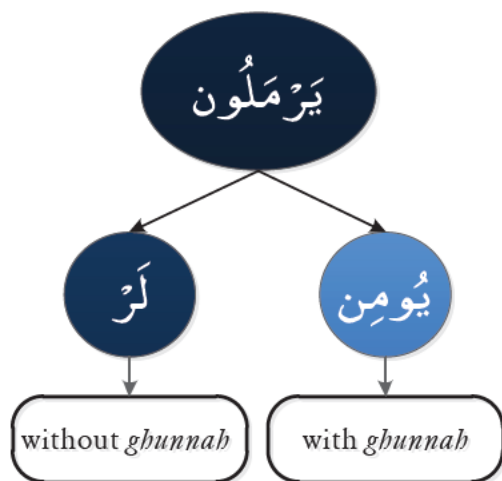 يَرْمَلُون
لَرْ
يُومِن
without ghunnah
with ghunnah